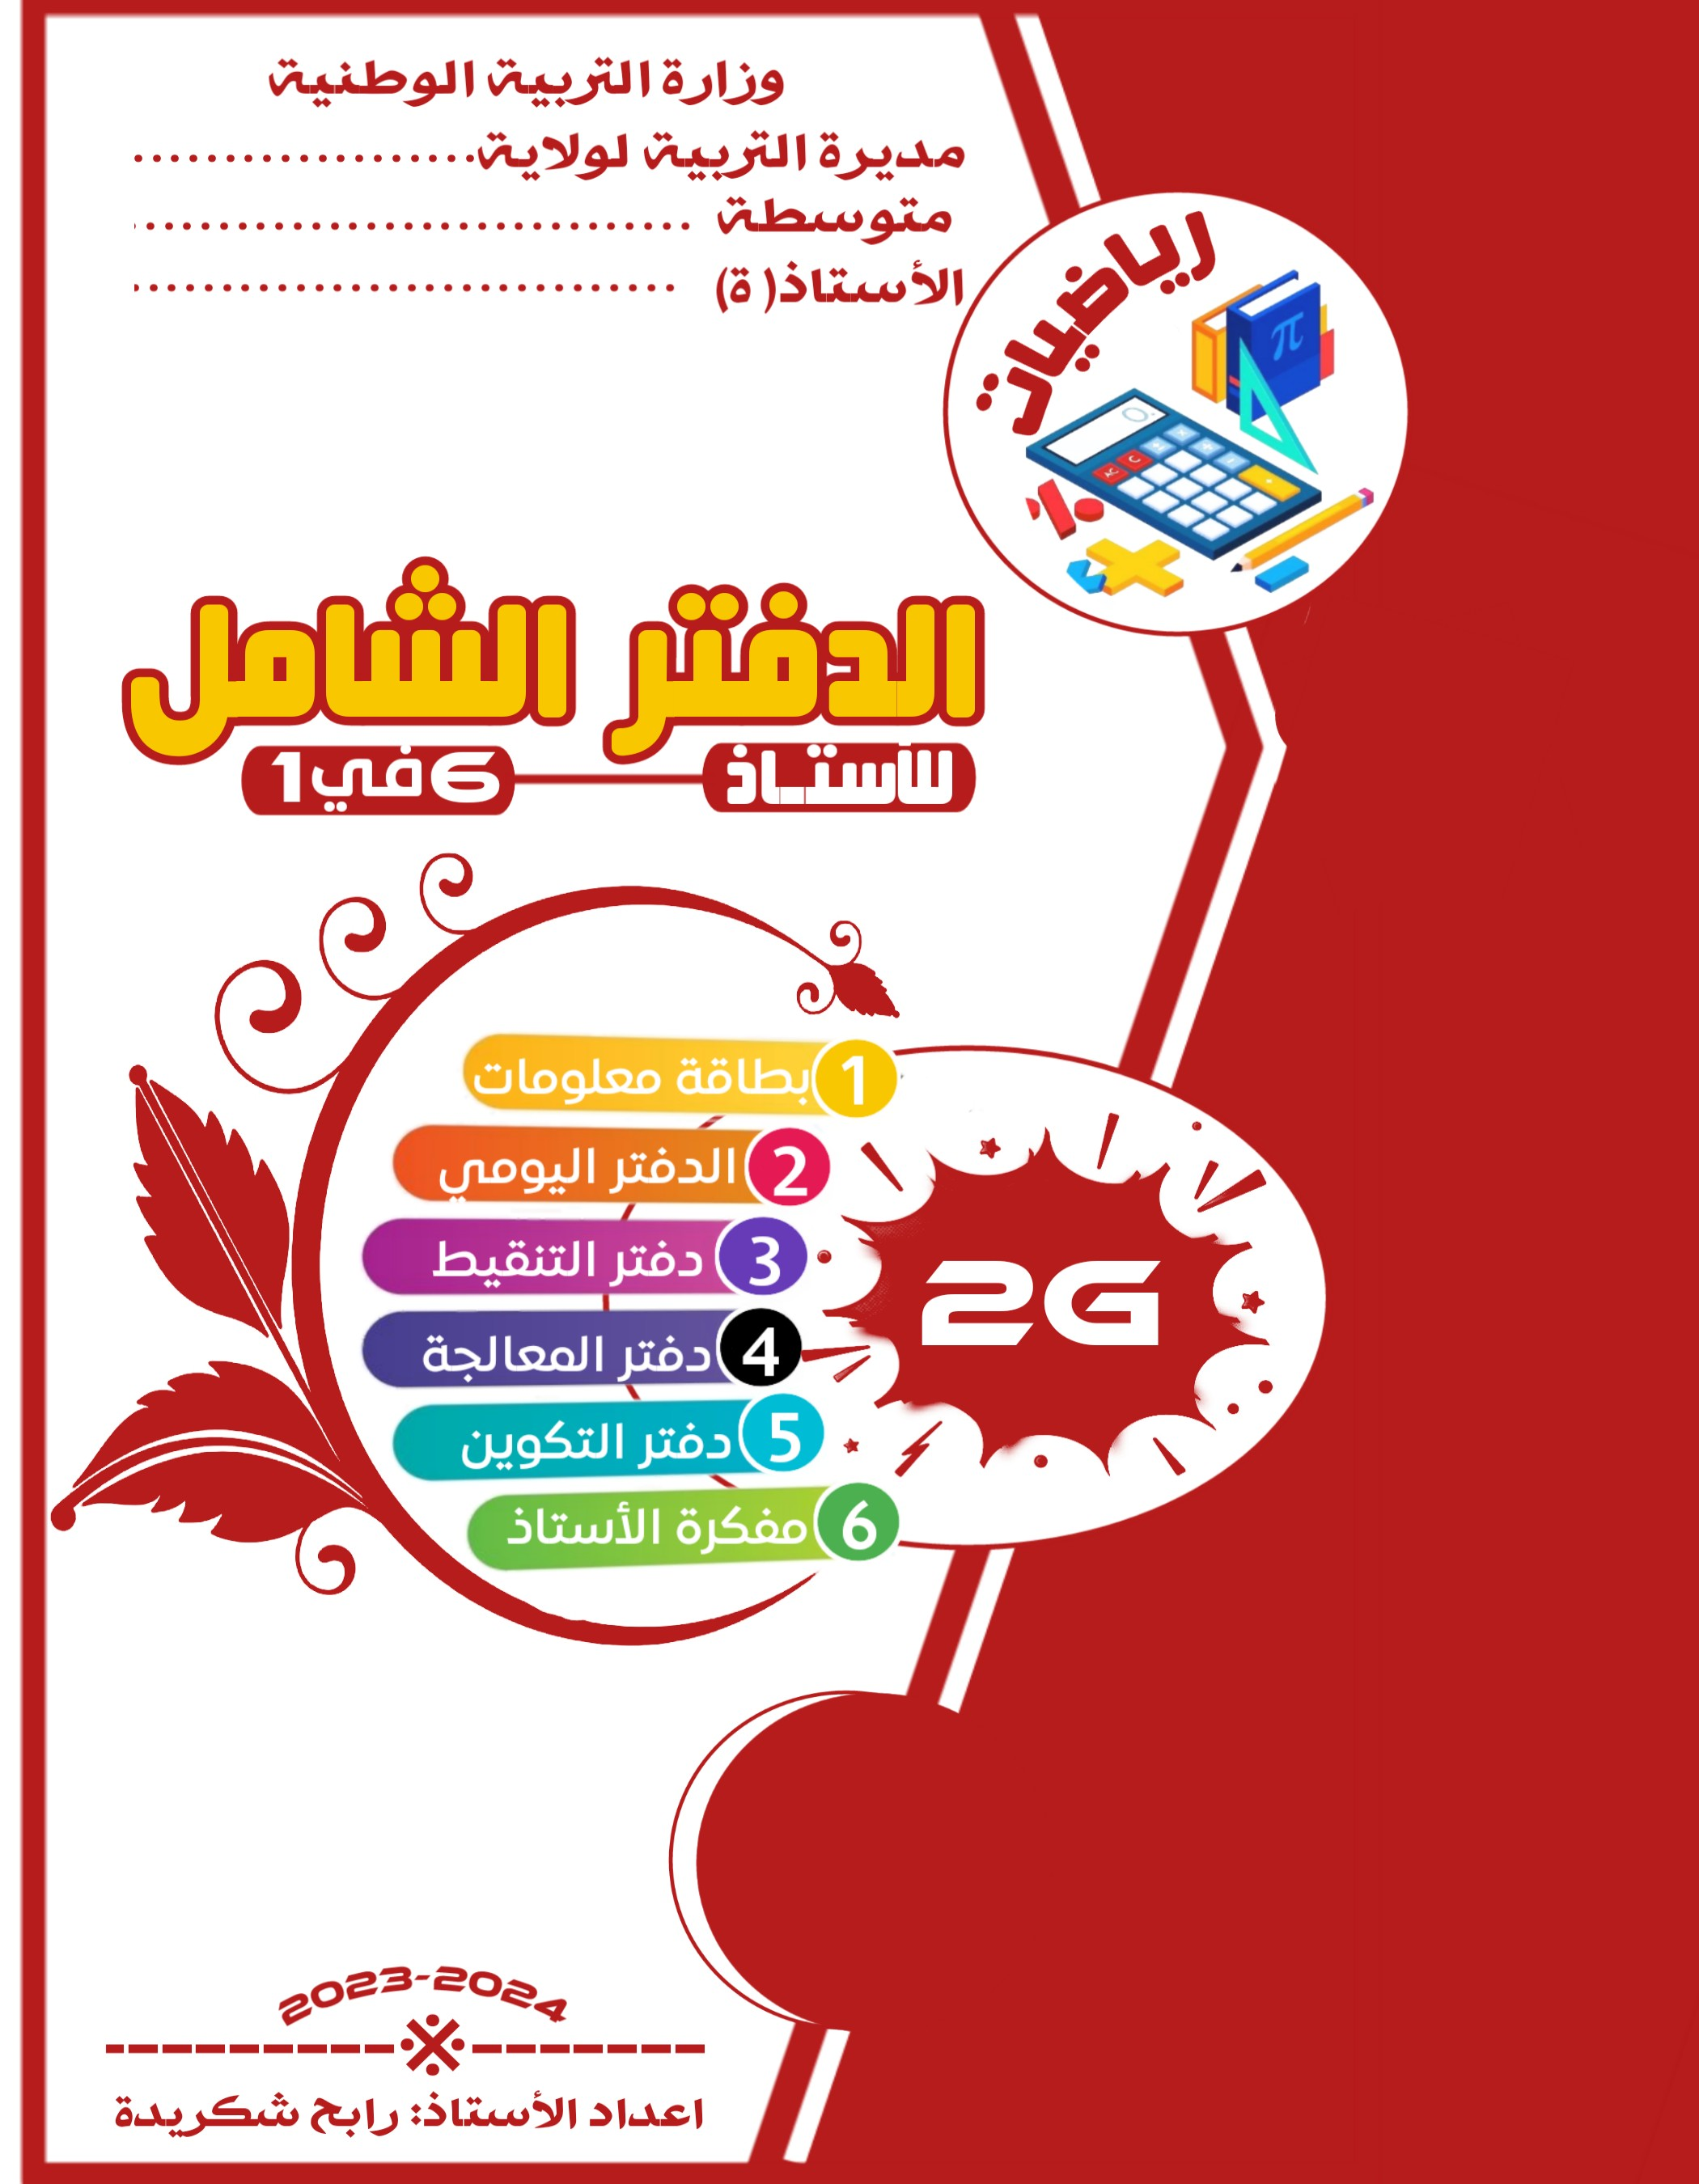 وزارة التربية الوطنية
مديرة التربية لولاية....................
متوسطة ................................
الأستاذ(ة) ...............................
رياضيات
π
الدفتر الشامل
للأستاذ 6 في 1
1 بطاقة معلومات
2 الدفتر اليومي
3 دفتر التنقيط
4 دفتر المعالجة
5 دفتر التكوين
6 مفكرة الأستاذ
2G
2023-2024
اعداد الأستاذ: رابح شكريدة